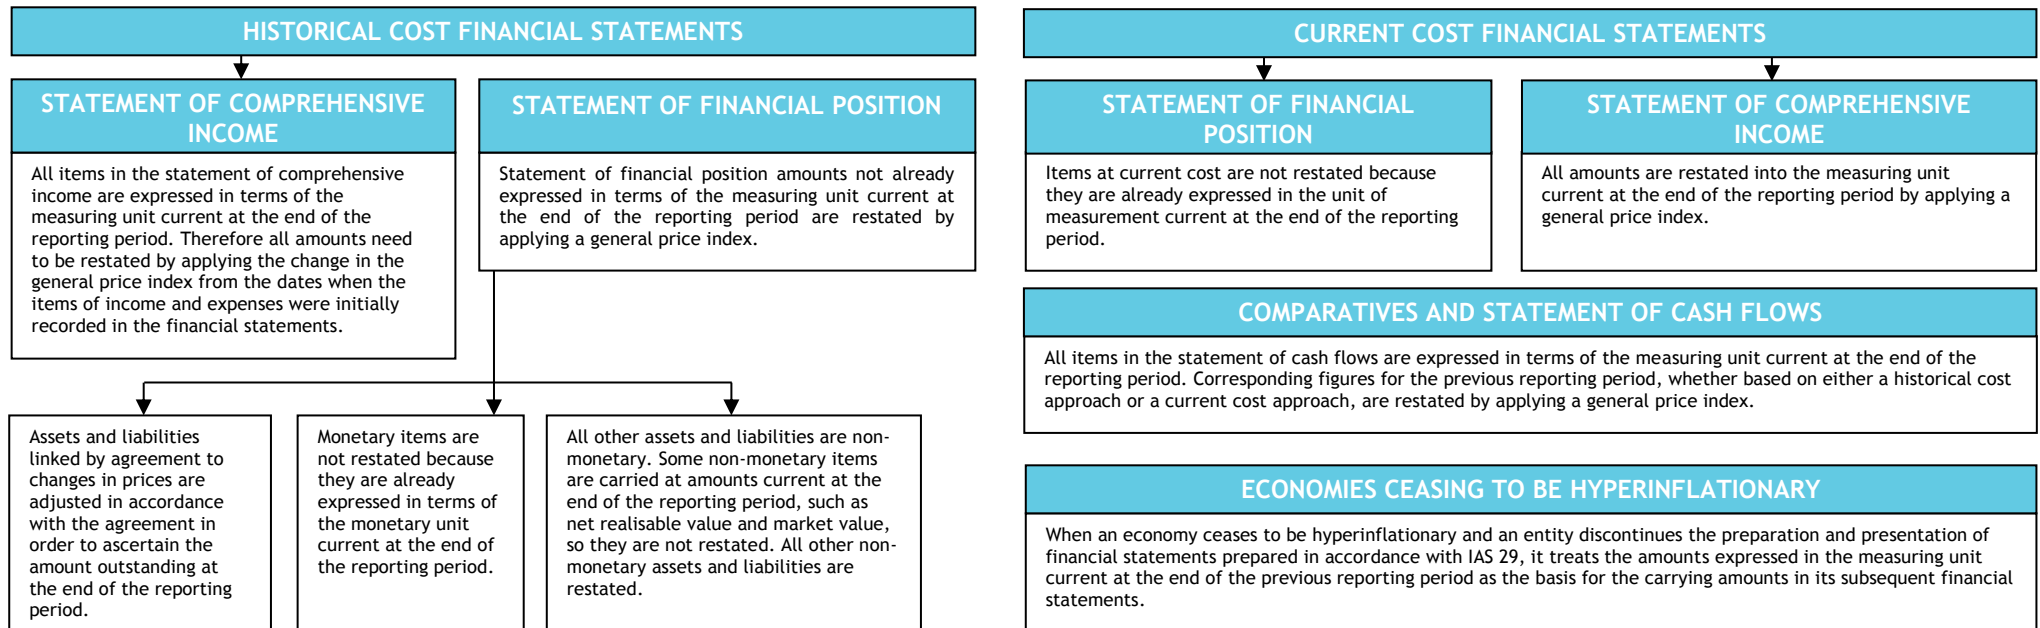 HISTORICAL COST FINANCIAL STATEMENTS
STATEMENT OF COMPREHENSIVE
INCOME
All items in the statement of comprehensive
income are expressed in terms of the
measuring unit current at the end of the
reporting period. Therefore all amounts need
to be restated by applying the change in the
general price index from the dates when the
items of income and expenses were initially
recorded in the financial statements.
STATEMENT OF FINANCIAL POSITION
Statement of financial position amounts not already
expressed in terms of the measuring unit current at
the end of the reporting period are restated by
applying a general price index.
Assets and liabilities
linked by agreement to
changes in prices are
adjusted in accordance
with the agreement in
order to ascertain the
amount outstanding at
the end of the reporting
period.
Monetary items are
not restated because
they are already
expressed in terms of
the monetary unit
current at the end of
the reporting period.
All other assets and liabilities are non-
monetary. Some non-monetary items
are carried at amounts current at the
end of the reporting period, such as
net realisable value and market value,
so they are not restated. All other non-
monetary assets and liabilities are
restated.
CURRENT COST FINANCIAL STATEMENTS
STATEMENT OF FINANCIAL
POSITION
Items at current cost are not restated because
they are already expressed in the unit of
measurement current at the end of the reporting
period.
STATEMENT OF COMPREHENSIVE
INCOME
All amounts are restated into the measuring unit
current at the end of the reporting period by applying a
general price index.
COMPARATIVES AND STATEMENT OF CASH FLOWS
All items in the statement of cash flows are expressed in terms of the measuring unit current at the end of the
reporting period. Corresponding figures for the previous reporting period, whether based on either a historical cost
approach or a current cost approach, are restated by applying a general price index.
ECONOMIES CEASING TO BE HYPERINFLATIONARY
When an economy ceases to be hyperinflationary and an entity discontinues the preparation and presentation of
financial statements prepared in accordance with IAS 29, it treats the amounts expressed in the measuring unit
current at the end of the previous reporting period as the basis for the carrying amounts in its subsequent financial
statements.